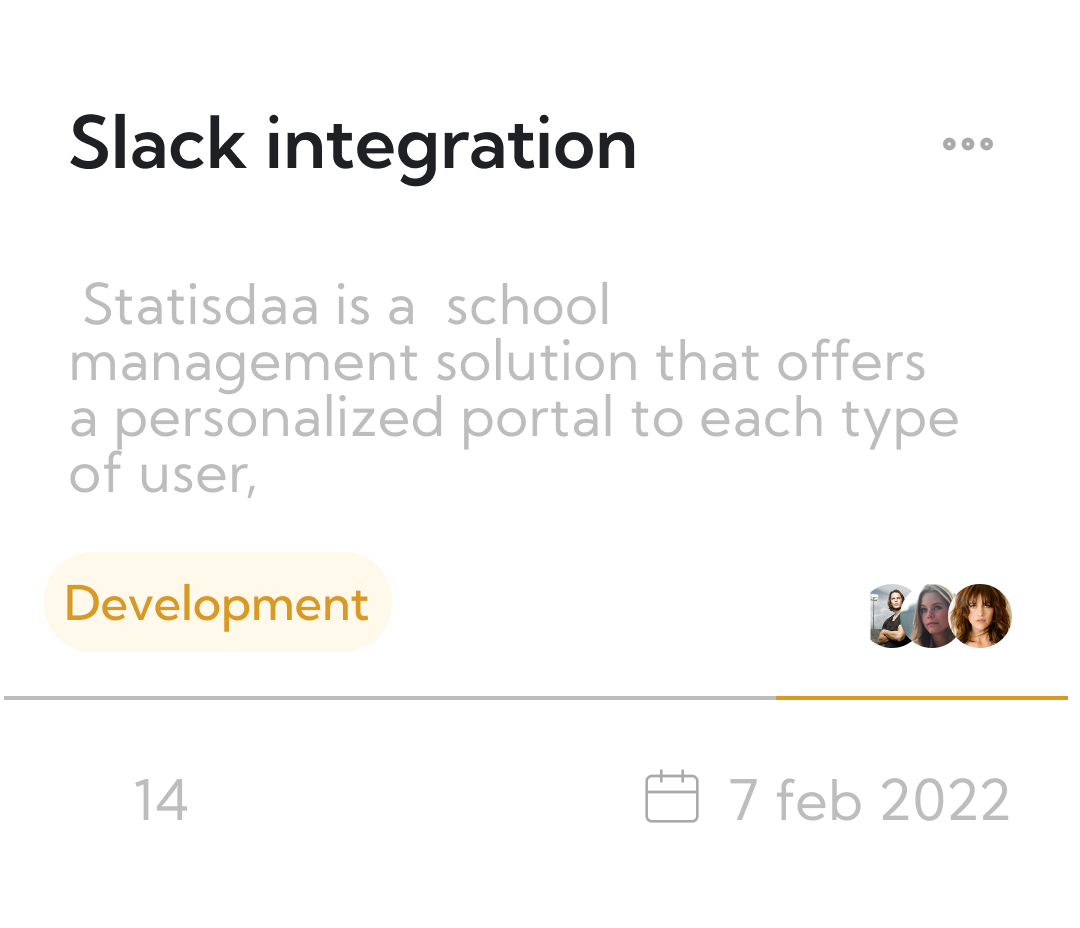 Slack integration
Statisdaa is a  school
management solution that offers
a personalized portal to each type
of user,
Development
14
7 feb 2022